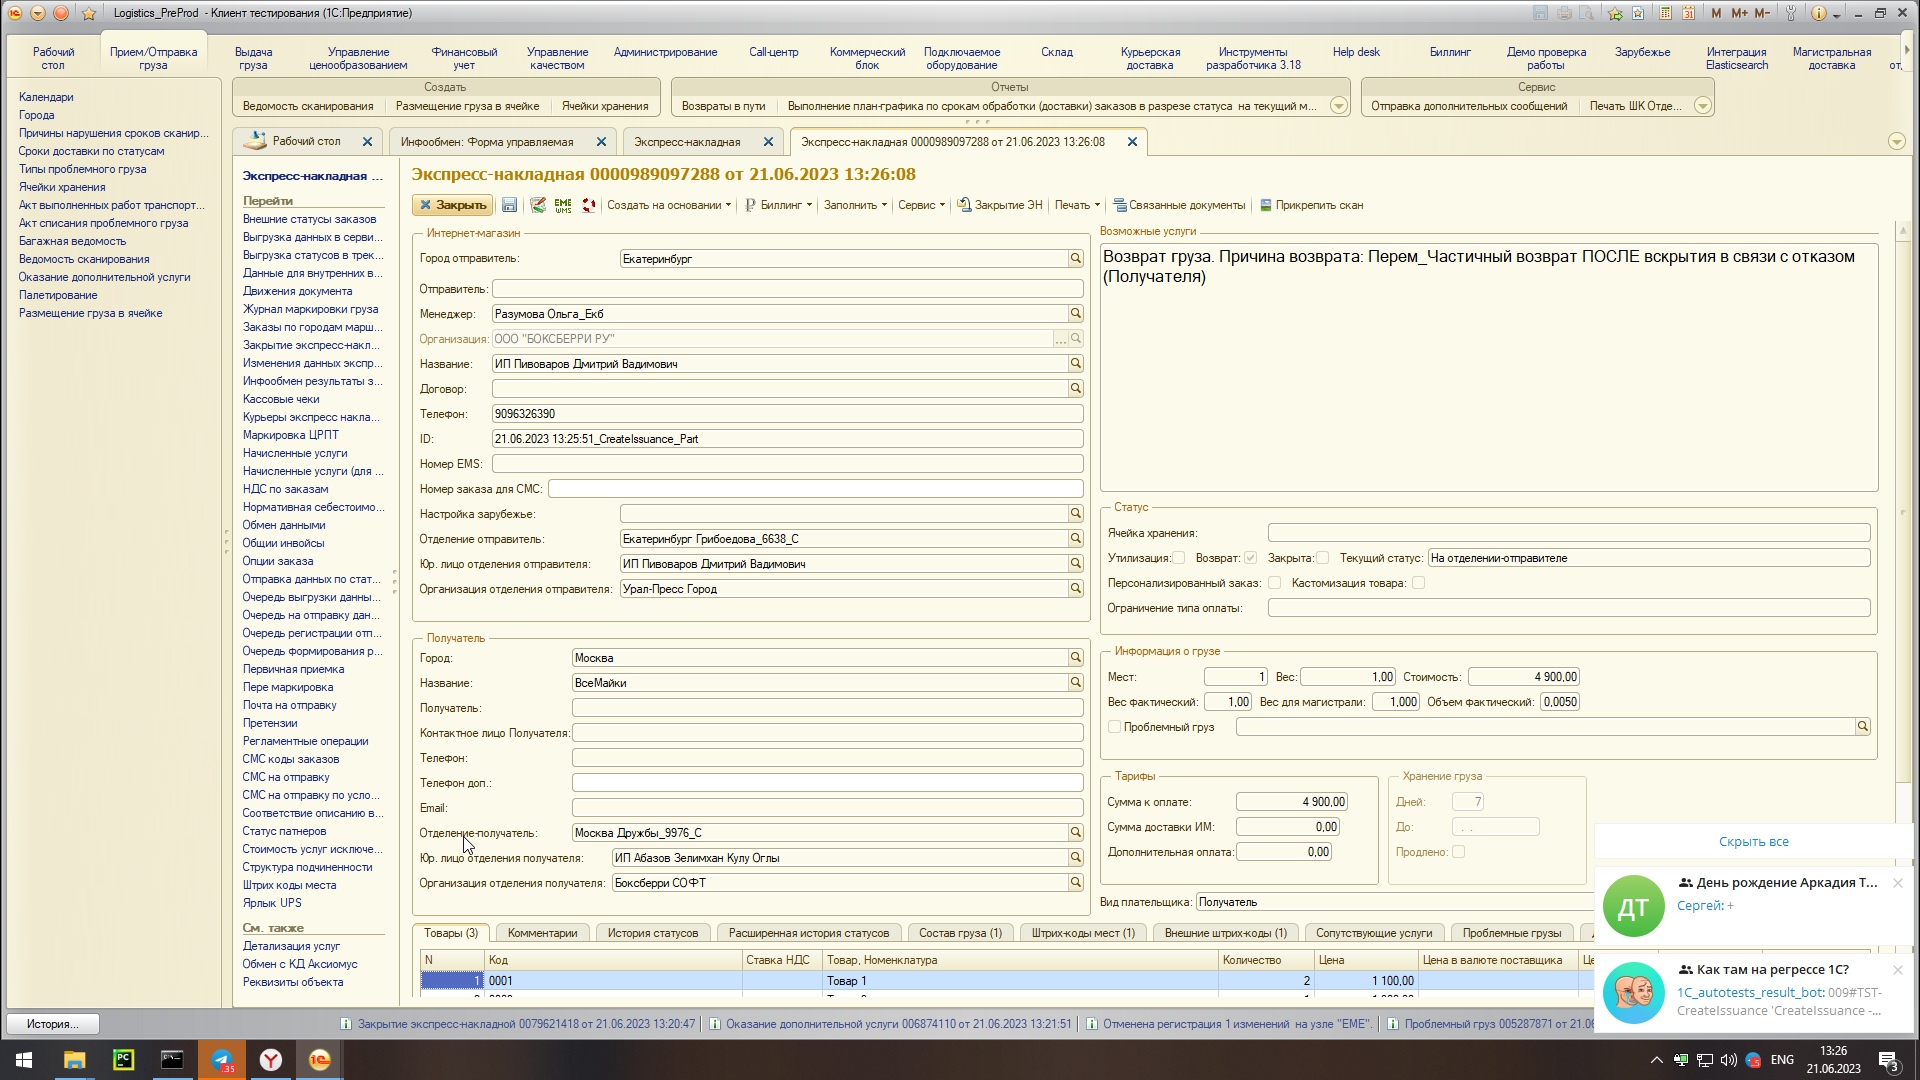 Logistics_PreProd - Клиент тестирования (1С:Предприятие)
M M+ M-
Рабочий стол
Прием/Отправка груза
Выдача груза
Управление ценообразованием
Финансовый учет
Управление качеством
Администрирование
Call-центр
Коммерческий блок
Подключаемое оборудование
Склад
Курьерская доставка
Инструменты разработчика 3.18
Help desk
Биллинг
Демо проверка работы
Зарубежье
Интеграция Elasticsearch
Магистральная доставка
Календари
Города
Причины нарушения сроков сканир...
Сроки доставки по статусам
Типы проблемного груза
Ячейки хранения
Акт выполненных работ транспорт...
Акт списания проблемного груза
Багажная ведомость
Ведомость сканирования
Оказание дополнительной услуги
Палетирование
Размещение груза в ячейке
Создать
Ведомость сканирования Размещение груза в ячейке Ячейки хранения
Отчеты
Возвраты в пути Выполнение план-графика по срокам обработки (доставки) заказов в разрезе статуса на текущий м...
Сервис
Отправка дополнительных сообщений Печать ШК Отде...
Рабочий стол
Инфообмен: Форма управляемая
Экспресс-накладная
Экспресс-накладная 0000989097288 от 21.06.2023 13:26:08
Экспресс-накладная ...
Перейти
Внешние статусы заказов
Выгрузка данных в серви...
Выгрузка статусов в трек...
Данные для внутренних в...
Движения документа
Журнал маркировки груза
Заказы по городам марш...
Закрытие экспресс-накл...
Изменения данных экспр...
Инфообмен результаты з...
Кассовые чеки
Курьеры экспресс накла...
Маркировка ЦРПТ
Начисленные услуги
Начисленные услуги (для ...
НДС по заказам
Нормативная себестоимо...
Обмен данными
Общии инвойсы
Опции заказа
Отправка данных по стат...
Очередь выгрузки данны...
Очередь на отправку дан...
Очередь регистрации отп...
Очередь формирования р...
Первичная приемка
Пере маркировка
Почта на отправку
Претензии
Регламентные операции
СМС коды заказов
СМС на отправку
СМС на отправку по усло...
Соответствие описанию в...
Статус патнеров
Стоимость услуг исключе...
Структура подчиненности
Штрих коды места
Ярлык UPS
См. также
Детализация услуг
Обмен с КД Аксиомус
Реквизиты объекта
Экспресс-накладная 0000989097288 от 21.06.2023 13:26:08
Закрыть EME WMS Создать на основании Биллинг Заполнить Сервис Закрытие ЭН Печать Связанные документы Прикрепить скан
Интернет-магазин
Город отправитель: Екатеринбург
Отправитель:
Менеджер: Разумова Ольга_Екб
Организация: ООО "БОКСБЕРРИ РУ"
Название: ИП Пивоваров Дмитрий Вадимович
Договор:
Телефон: 9096326390
ID: 21.06.2023 13:25:51_CreateIssuance_Part
Номер EMS:
Номер заказа для СМС:
Настройка зарубежье:
Отделение отправитель: Екатеринбург Грибоедова_6638_С
Юр. лицо отделения отправителя: ИП Пивоваров Дмитрий Вадимович
Организация отделения отправителя: Урал-Пресс Город
Получатель
Город: Москва
Название: ВсеМайки
Получатель:
Контактное лицо Получателя:
Телефон:
Телефон доп.:
Email:
Отделение-получатель: Москва Дружбы_9976_С
Юр. лицо отделения получателя: ИП Абазов Зелимхан Кулу Оглы
Организация отделения получателя: Боксберри СОФТ
Возможные услуги
Возврат груза. Причина возврата: Перем_Частичный возврат ПОСЛЕ вскрытия в связи с отказом
(Получателя)
Статус
Ячейка хранения:
Утилизация: Возврат: Закрыта: Текущий статус: На отделении-отправителе
Персонализированный заказ: Кастомизация товара:
Ограничение типа оплаты:
Информация о грузе
Мест: 1 Вес: 1,00 Стоимость: 4 900,00
Вес фактический: 1,00 Вес для магистрали: 1,000 Объем фактический: 0,0050
Проблемный груз
Тарифы
Сумма к оплате: 4 900,00
Сумма доставки ИМ: 0,00
Дополнительная оплата: 0,00
Хранение груза
Дней: 7
До: . .
Продлено:
Вид плательщика: Получатель
Товары (3) Комментарии История статусов Расширенная история статусов Состав груза (1) Штрих-коды мест (1) Внешние штрих-коды (1) Сопутствующие услуги Проблемные грузы
N Код Ставка НДС Товар, Номенклатура Количество Цена Цена в валюте поставщика Це
1 0001 Товар 1 2 1 100,00
Скрыть все
ДТ
День рождение Аркадия Т...
Сергей: +
Как там на регрессе 1С?
1C_autotests_result_bot: 009#TST-
CreateIssuance 'CreateIssuance -...
История...
Закрытие экспресс-накладной 0079621418 от 21.06.2023 13:20:47
Оказание дополнительной услуги 006874110 от 21.06.2023 13:21:51
Отменена регистрация 1 изменений на узле "EME".
Проблемный груз 005287871 от 21.06
PC
35
ENG
13:26
21.06.2023
3